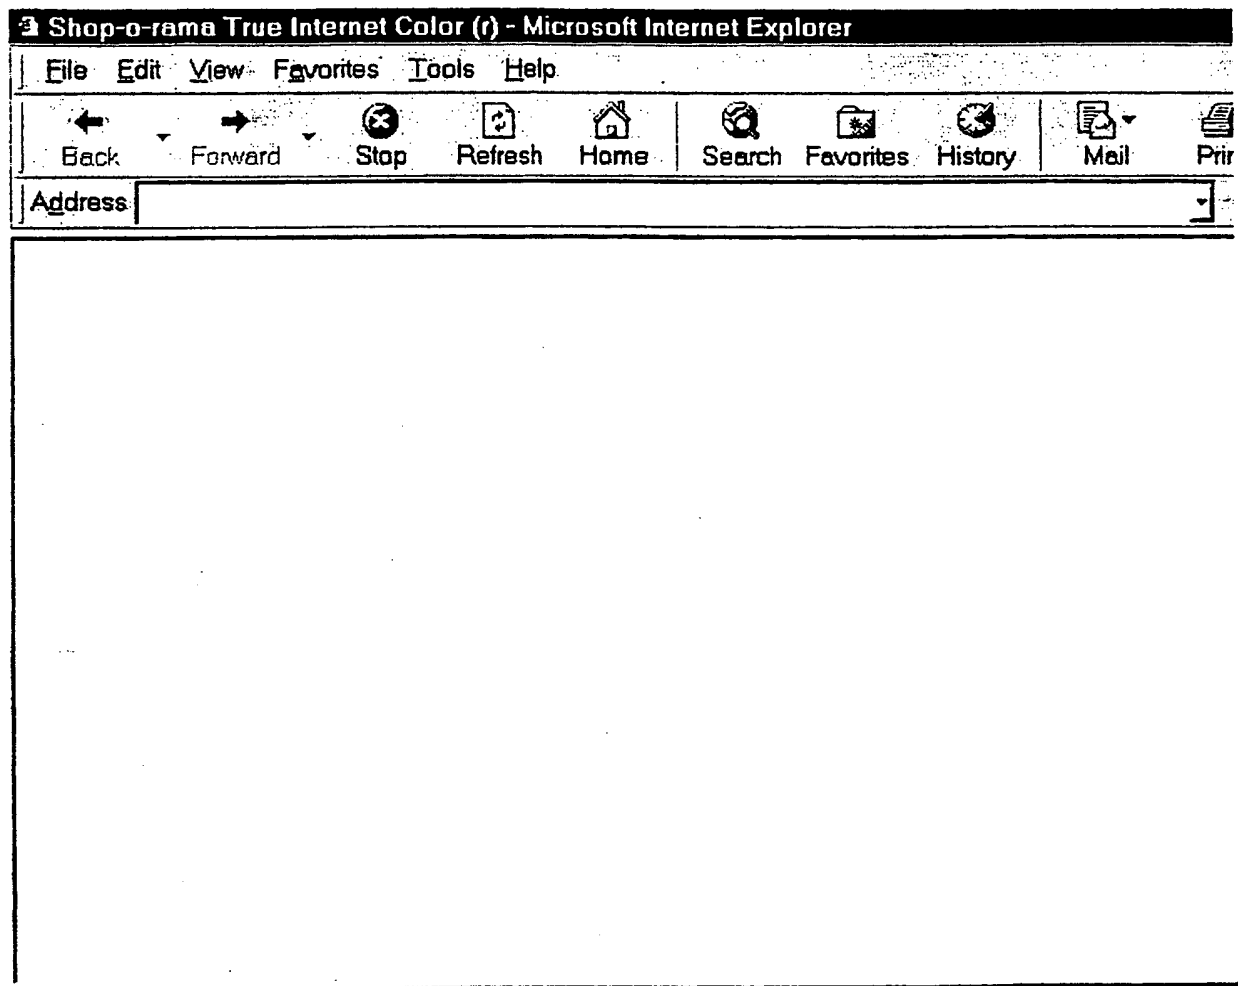 Shop-o-rama True Internet Color (r) - Microsoft Internet Explorer
File Edit View Favorites Tools Help
Back Forward Stop Refresh Home Search Favorites History Mail Prin
Address